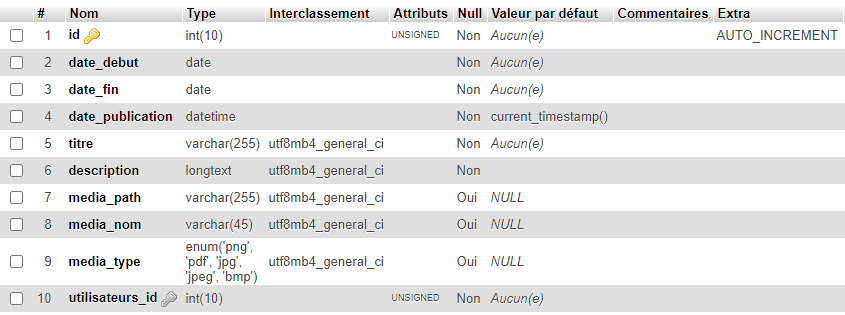 # Nom Type Interclassement Attributs Null Valeur par défaut Commentaires Extra
1 id int(10) UNSIGNED Non Aucun(e) AUTO_INCREMENT
2 date_debut date Non Aucun(e)
3 date_fin date Non Aucun(e)
4 date_publication datetime Non current_timestamp()
5 titre varchar(255) utf8mb4_general_ci Non Aucun(e)
6 description longtext utf8mb4_general_ci Non
7 media_path varchar(255) utf8mb4_general_ci Oui NULL
8 media_nom varchar(45) utf8mb4_general_ci Oui NULL
enum('png',
9 media_type 'pdf', 'jpg', utf8mb4_general_ci Oui NULL
'jpeg', 'bmp')
10 utilisateurs_id int(10) UNSIGNED Non Aucun(e)